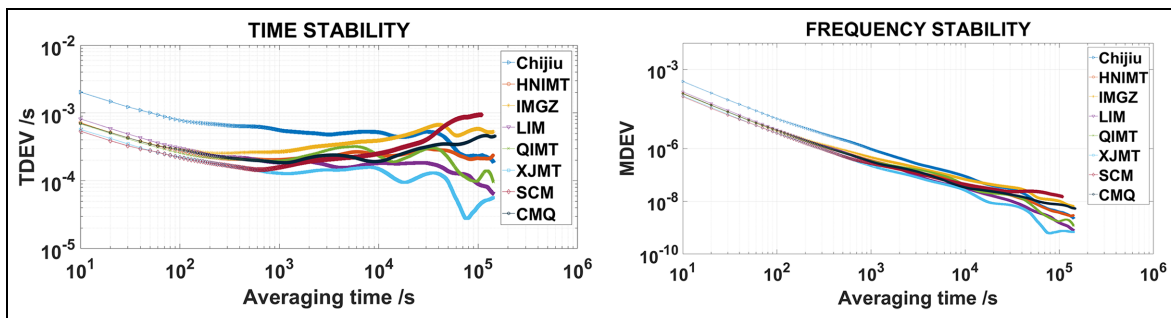 TIME STABILITY
10^-2
10^-3
10^-4
10^-5
TDEV /s
10^1 10^2 10^3 10^4 10^5 10^6
Averaging time /s
Chijiu
HNIMT
IMGZ
LIM
QIMT
XJMT
SCM
CMQ
FREQUENCY STABILITY
10^-3
10^-6
10^-8
10^-10
MDEV
10^1 10^2 10^3 10^4 10^5 10^6
Averaging time /s
Chijiu
HNIMT
IMGZ
LIM
QIMT
XJMT
SCM
CMQ